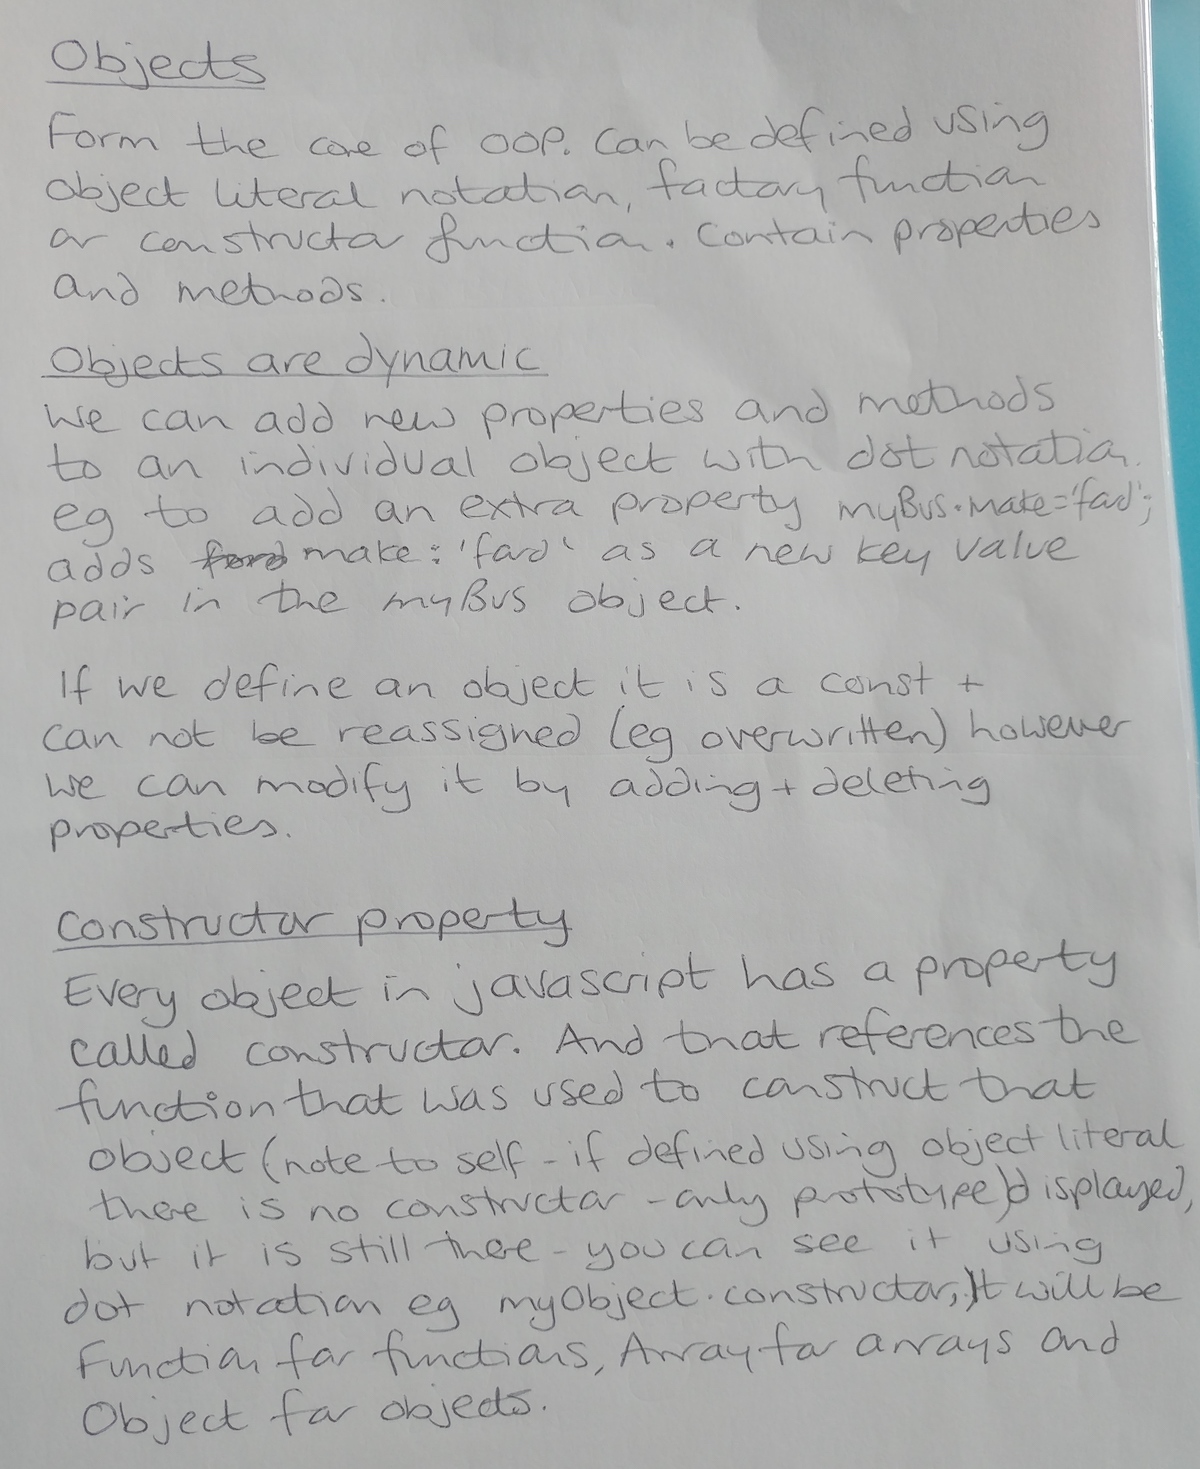 Objects
Form the core of OOP. Can be defined using
object literal notation, factory function
or constructor function. Contain properties
and methods.
Objects are dynamic
We can add new properties and methods
to an individual object with dot notation.
eg to add an extra property myBus.make='ford';
adds ford make: 'ford' as a new key value
pair in the myBus object.
If we define an object it is a const +
can not be reassigned (eg overwritten) however
we can modify it by adding + deleting
properties.
Constructor property
Every object in javascript has a property
called constructor. And that references the
function that was used to construct that
object (note to self - if defined using object literal
there is no constructor - only prototype) displayed,
but it is still there - you can see it using
dot notation eg myObject.constructor,) It will be
Function for functions, Array for arrays and
Object for objects.